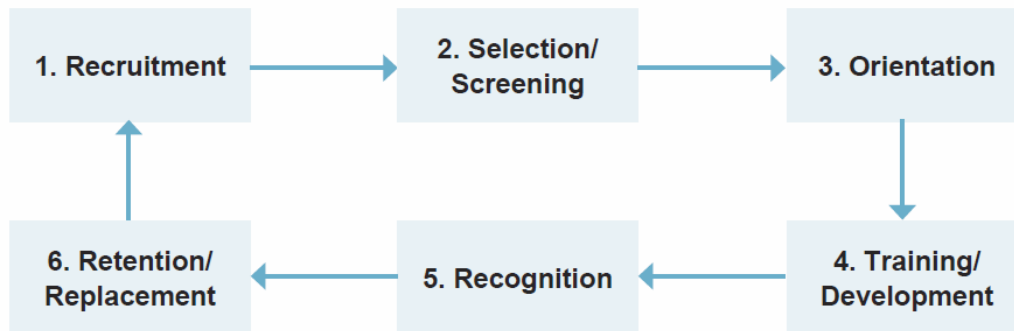 1. Recruitment
2. Selection/
Screening
3. Orientation
4. Training/
Development
5. Recognition
6. Retention/
Replacement